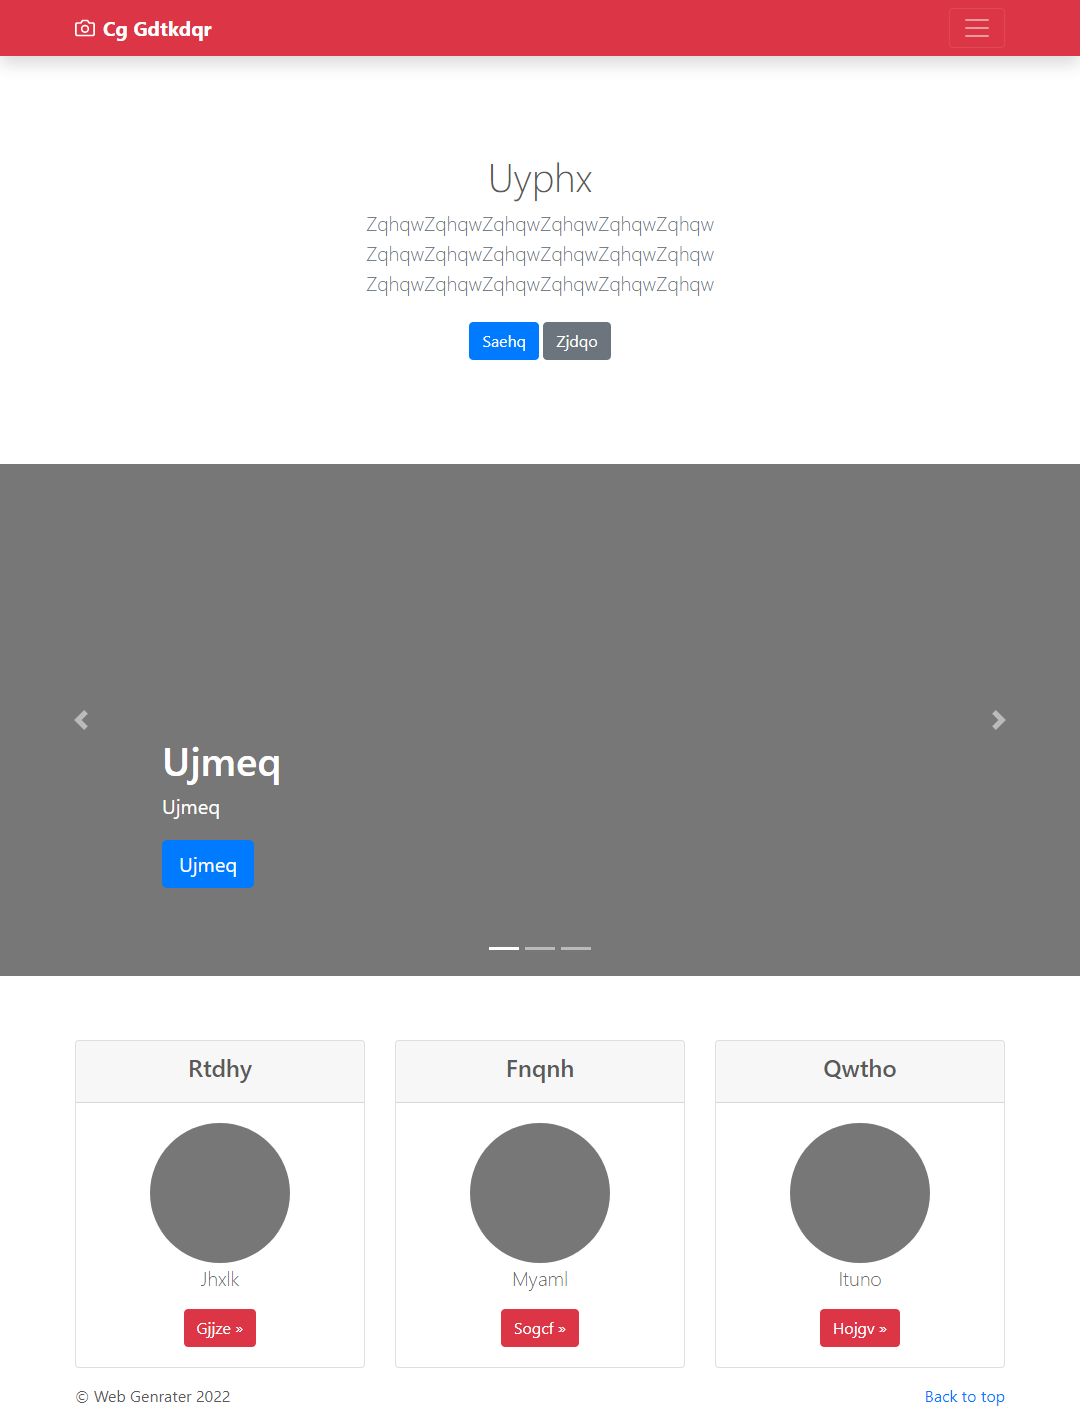 Cg Gdtkdqr
Uyphx
ZqhqwZqhqwZqhqwZqhqwZqhqwZqhqw
ZqhqwZqhqwZqhqwZqhqwZqhqwZqhqw
ZqhqwZqhqwZqhqwZqhqwZqhqwZqhqw
Saehq Zjdqo
Ujmeq
Ujmeq
Ujmeq
Rtdhy Fnqnh Qwtho
Jhxlk Myaml Ituno
Gjjze » Sogcf » Hojgv »
© Web Genrater 2022 Back to top